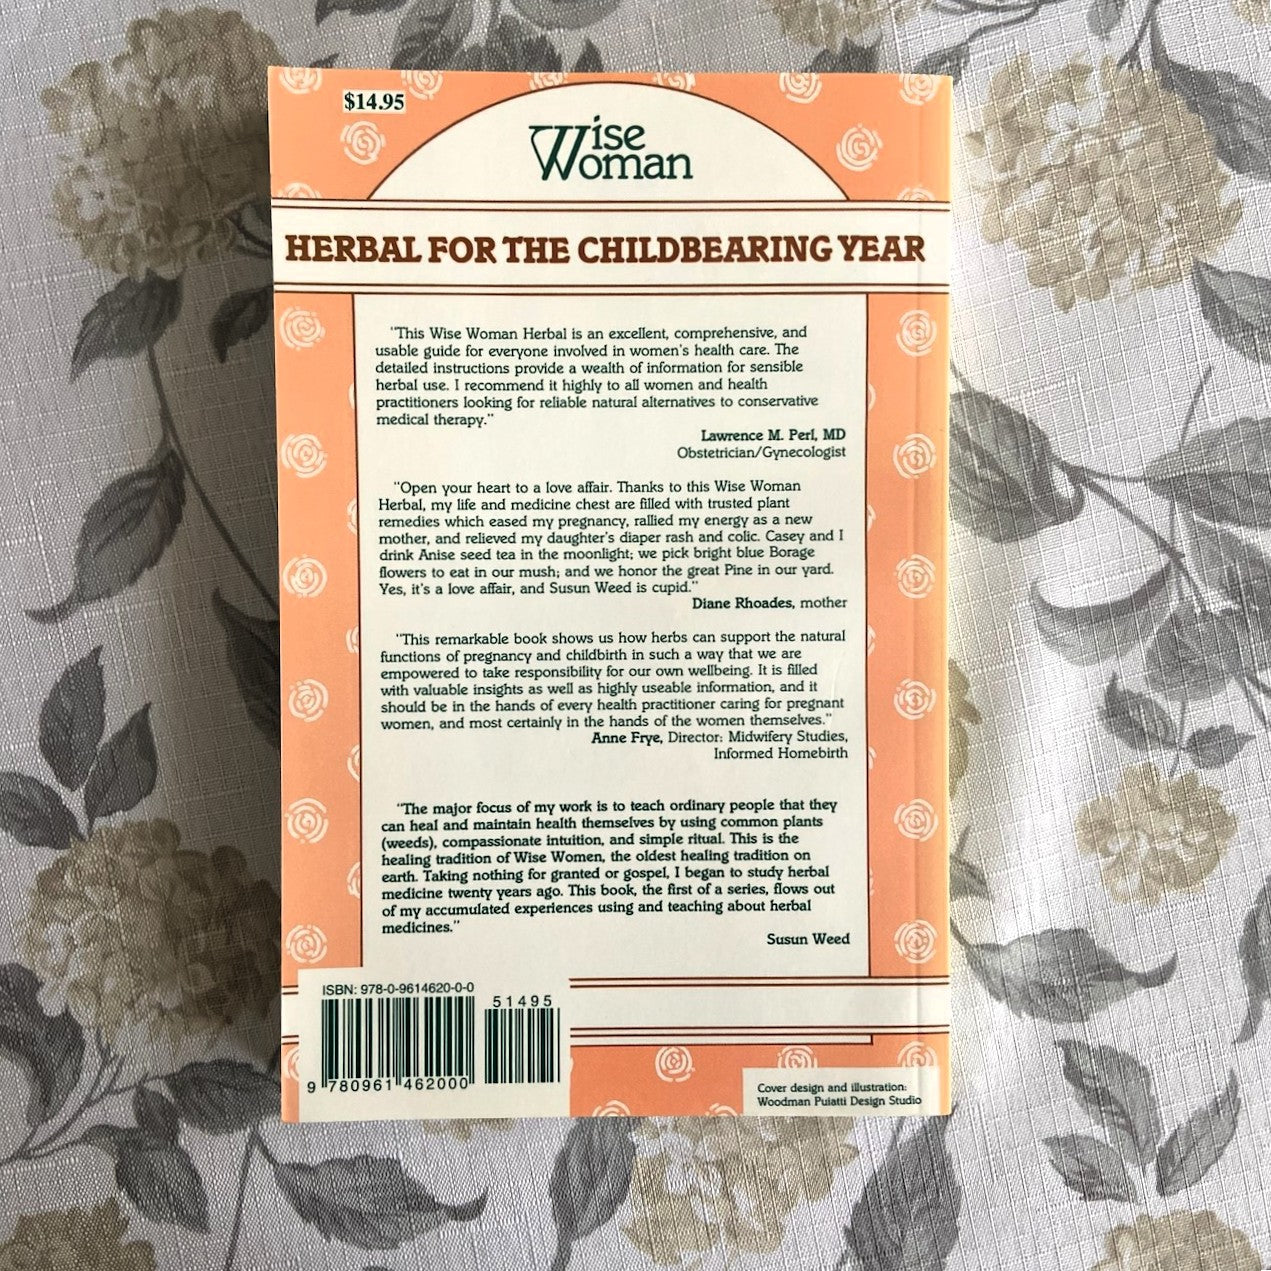 $14.95
Wise
Woman
HERBAL FOR THE CHILDBEARING YEAR
"This Wise Woman Herbal is an excellent, comprehensive, and
usable guide for everyone involved in women's health care. The
detailed instructions provide a wealth of information for sensible
herbal use. I recommend it highly to all women and health
practitioners looking for reliable natural alternatives to conservative
medical therapy."
Lawrence M. Perl, MD
Obstetrician/Gynecologist
"Open your heart to a love affair. Thanks to this Wise Woman
Herbal, my life and medicine chest are filled with trusted plant
remedies which eased my pregnancy, rallied my energy as a new
mother, and relieved my daughter's diaper rash and colic. Casey and I
drink Anise seed tea in the moonlight; we pick bright blue Borage
flowers to eat in our mush; and we honor the great Pine in our yard.
Yes, it's a love affair, and Susun Weed is cupid."
Diane Rhoades, mother
"This remarkable book shows us how herbs can support the natural
functions of pregnancy and childbirth in such a way that we are
empowered to take responsibility for our own wellbeing. It is filled
with valuable insights as well as highly useable information, and it
should be in the hands of every health practitioner caring for pregnant
women, and most certainly in the hands of the women themselves."
Anne Frye, Director: Midwifery Studies,
Informed Homebirth
"The major focus of my work is to teach ordinary people that they
can heal and maintain health themselves by using common plants
(weeds), compassionate intuition, and simple ritual. This is the
healing tradition of Wise Women, the oldest healing tradition on
earth. Taking nothing for granted or gospel, I began to study herbal
medicine twenty years ago. This book, the first of a series, flows out
of my accumulated experiences using and teaching about herbal
medicines."
Susun Weed
ISBN: 978-0-9614620-0-0
51495
9 780961 462000
Cover design and illustration:
Woodman Puiatti Design Studio